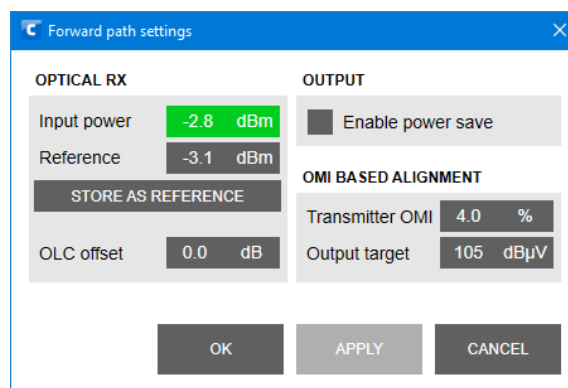 Forward path settings
OPTICAL RX
Input power -2.8 dBm
Reference -3.1 dBm
STORE AS REFERENCE
OLC offset 0.0 dB
OUTPUT
Enable power save
OMI BASED ALIGNMENT
Transmitter OMI 4.0 %
Output target 105 dBµV
OK APPLY CANCEL